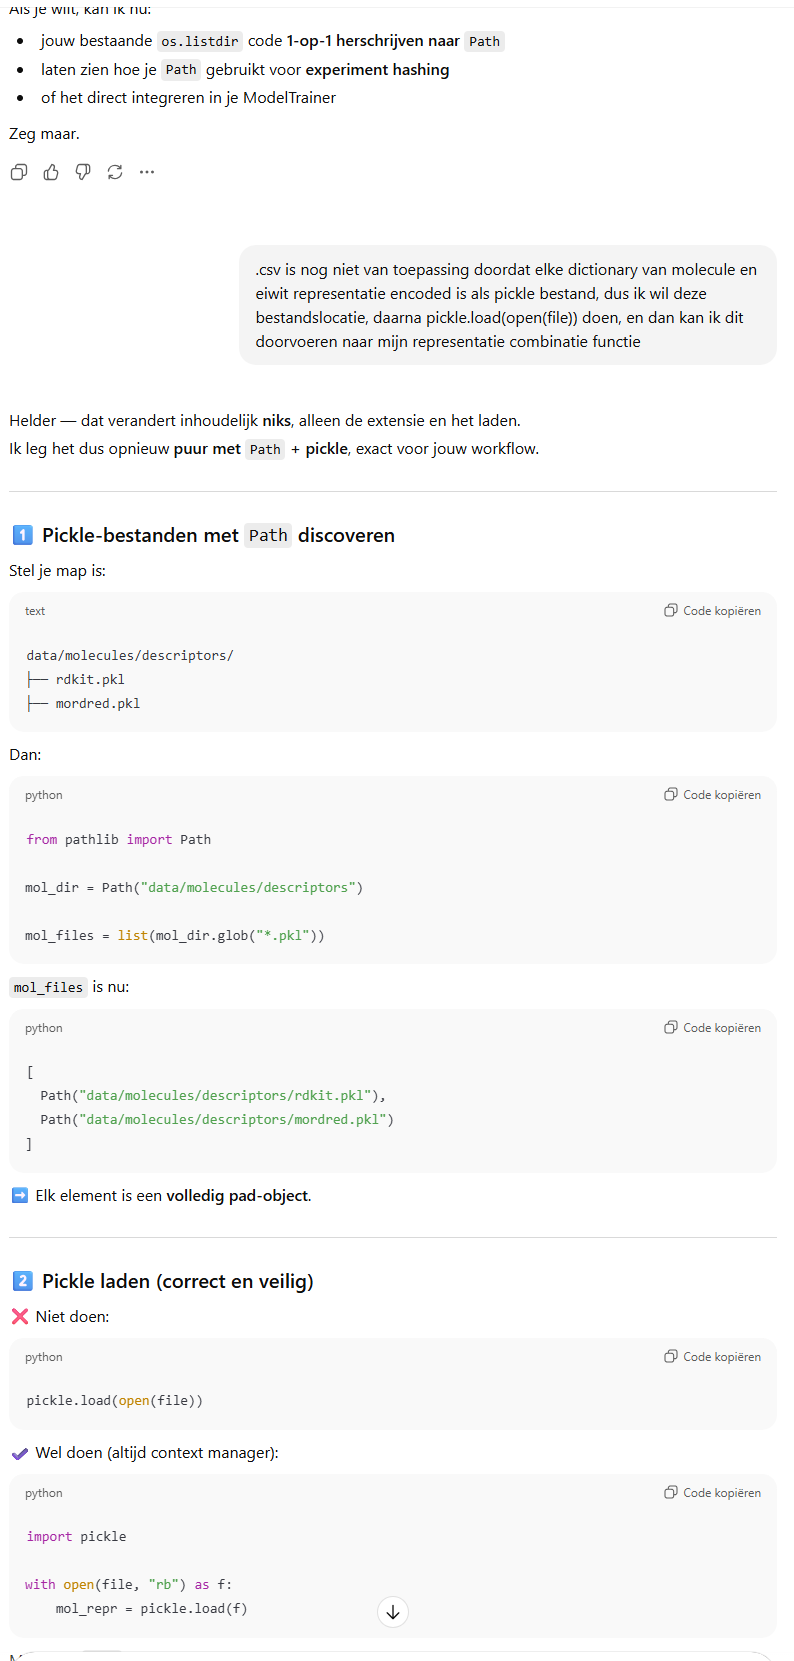 Als je wilt, kan ik nu:
jouw bestaande os.listdir code 1-op-1 herschrijven naar Path
laten zien hoe je Path gebruikt voor experiment hashing
of het direct integreren in je ModelTrainer
Zeg maar.
.csv is nog niet van toepassing doordat elke dictionary van molecule en
eiwit representatie encoded is als pickle bestand, dus ik wil deze
bestandslocatie, daarna pickle.load(open(file)) doen, en dan kan ik dit
doorvoeren naar mijn representatie combinatie functie
Helder — dat verandert inhoudelijk niks, alleen de extensie en het laden.
Ik leg het dus opnieuw puur met Path + pickle, exact voor jouw workflow.
1 Pickle-bestanden met Path discoveren
Stel je map is:
text Code kopiëren
data/molecules/descriptors/
├── rdkit.pkl
├── mordred.pkl
Dan:
python Code kopiëren
from pathlib import Path
mol_dir = Path("data/molecules/descriptors")
mol_files = list(mol_dir.glob("*.pkl"))
mol_files is nu:
python Code kopiëren
[
Path("data/molecules/descriptors/rdkit.pkl"),
Path("data/molecules/descriptors/mordred.pkl")
]
➡️ Elk element is een volledig pad-object.
2 Pickle laden (correct en veilig)
❌ Niet doen:
python Code kopiëren
pickle.load(open(file))
✔ Wel doen (altijd context manager):
python Code kopiëren
import pickle
with open(file, "rb") as f:
mol_repr = pickle.load(f)